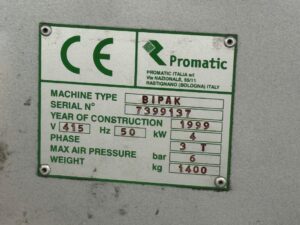 CE
Promatic
PROMATIC ITALIA srl
Via NAZIONALE, 55/11
RASTIGNANO (BOLOGNA) ITALY
MACHINE TYPE BIPAK
SERIAL N° 7399137
YEAR OF CONSTRUCTION 1999
V 415 Hz 50 kW 4
PHASE 3 T
MAX AIR PRESSURE bar 6
WEIGHT kg 1400